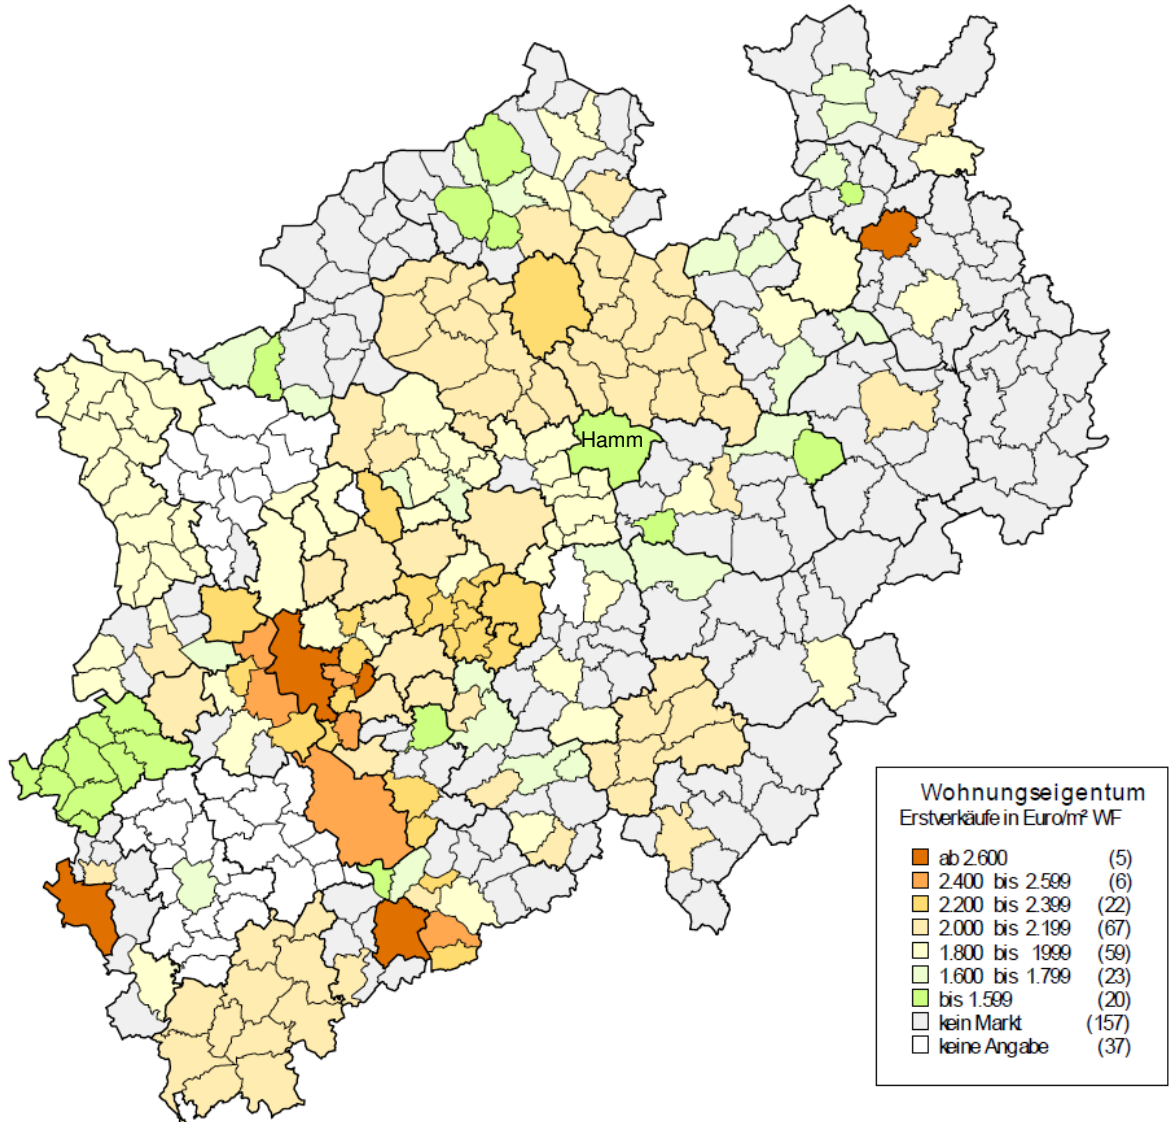 Hamm
Wohnungseigentum
Erstverkäufe in Euro/m² WF
ab 2.600 (5)
2.400 bis 2.599 (6)
2.200 bis 2.399 (22)
2.000 bis 2.199 (67)
1.800 bis 1999 (59)
1.600 bis 1.799 (23)
bis 1.599 (20)
kein Markt (157)
keine Angabe (37)